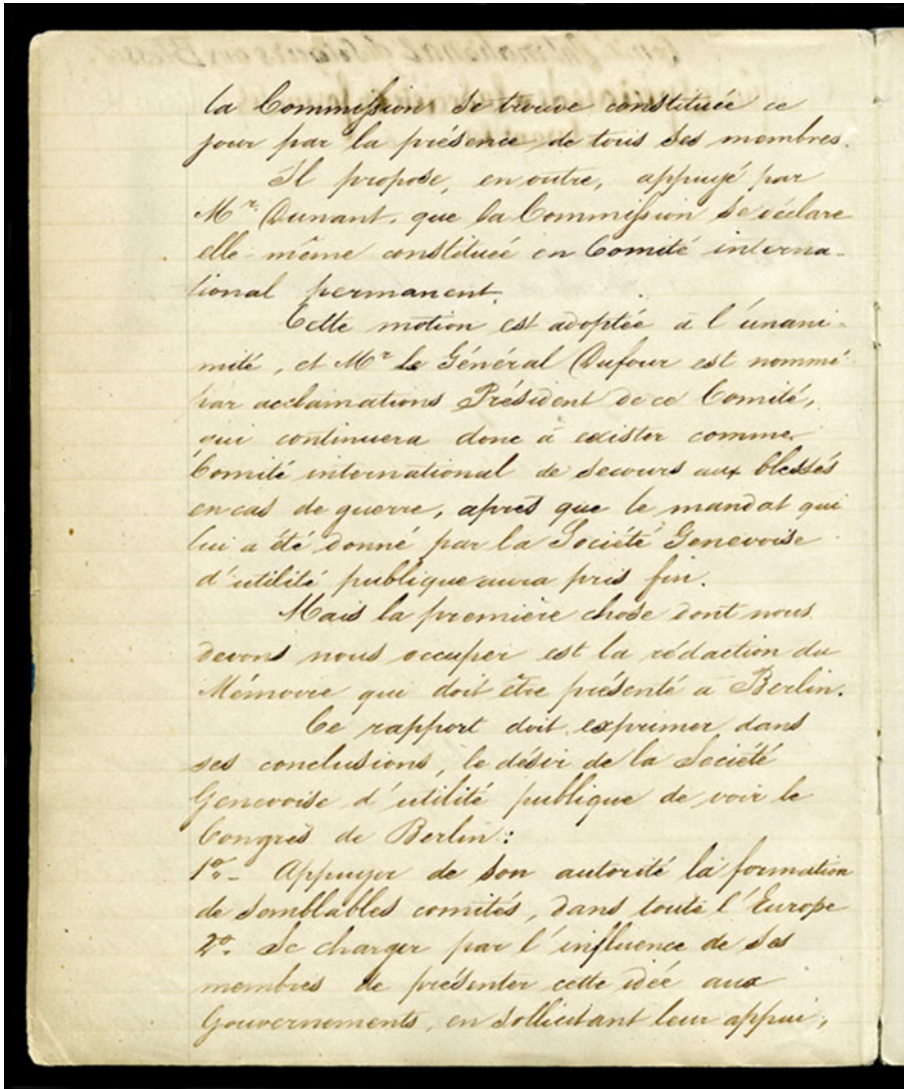 la Commission se trouve constituée ce
jour par la présence de tous ses membres.
Il propose, en outre, appuyé par
Mr. Dunant, que la Commission se déclare
elle-même constituée en Comité interna-
tional permanent.
Cette motion est adoptée à l'unani-
mité, et Mr le Général Dufour est nommé
par acclamations Président de ce Comité,
qui continuera donc à exister comme
Comité international de secours aux blessés
en cas de guerre, après que le mandat qui
lui a été donné par la Société Genevoise
d'utilité publique aura pris fin.
Mais la première chose dont nous
devons nous occuper est la rédaction du
Mémoire qui doit être présenté à Berlin.
Ce rapport doit exprimer dans
ses conclusions, le désir de la Société
Genevoise d'utilité publique de voir le
Congrès de Berlin :
1o- Appuyer de son autorité la formation
de semblables comités, dans toute l'Europe
2o. Se charger par l'influence de ses
membres de présenter cette idée aux
Gouvernements, en sollicitant leur appui,